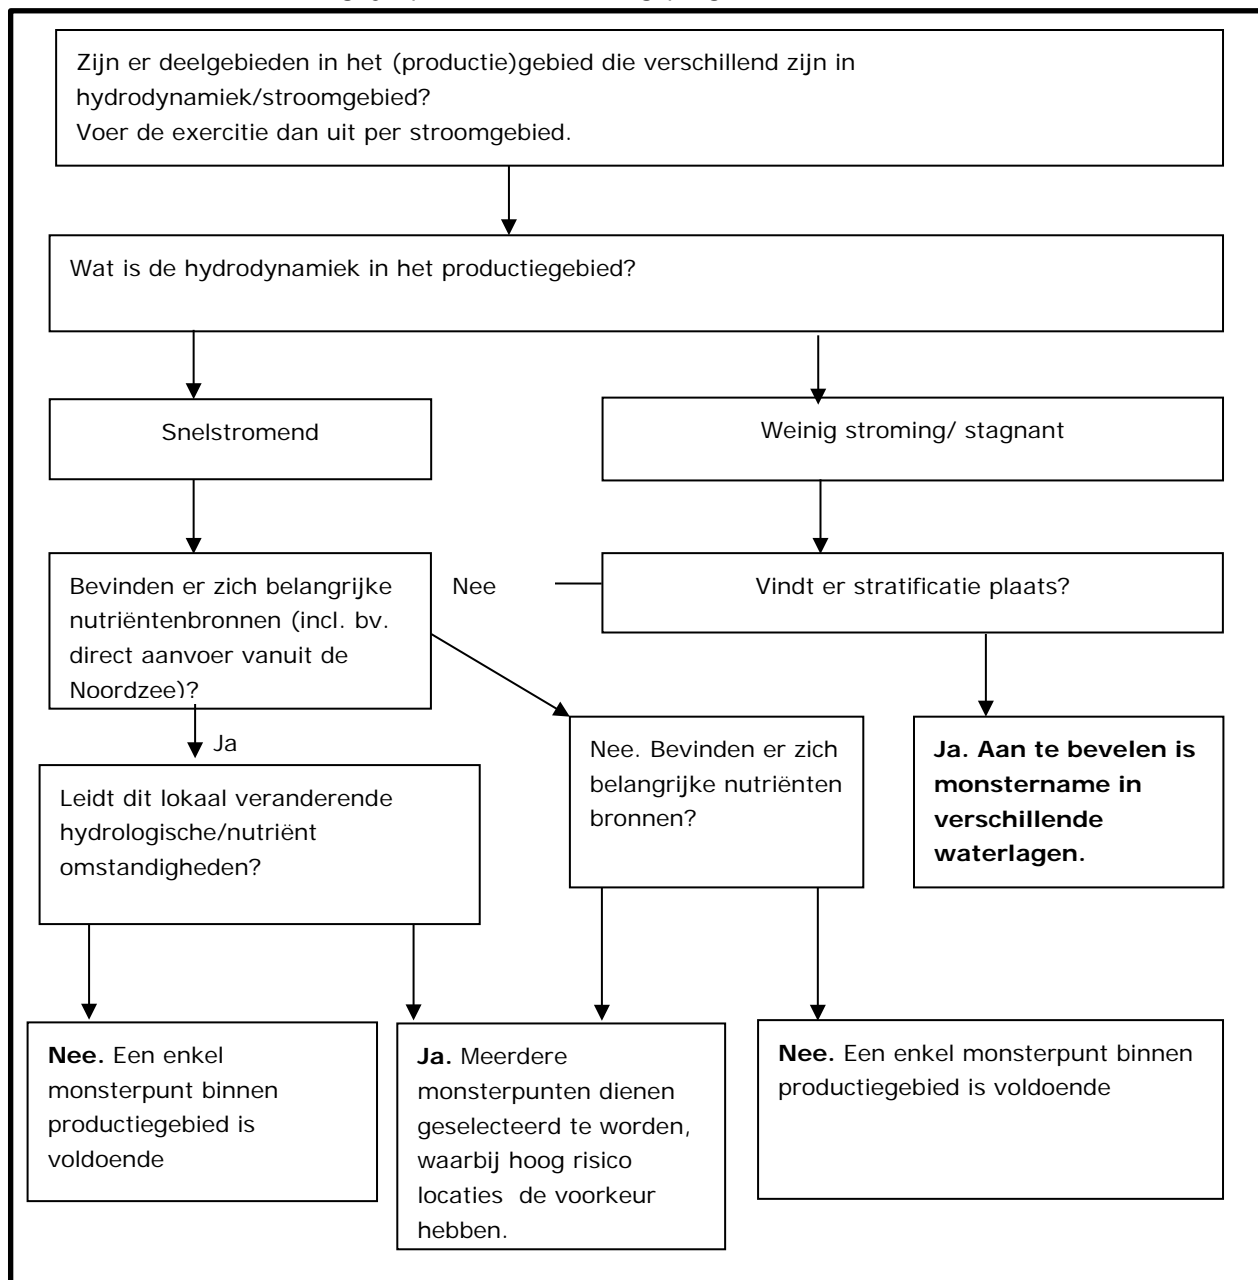 Zijn er deelgebieden in het (productie)gebied die verschillend zijn in
hydrodynamiek/stroomgebied?
Voer de exercitie dan uit per stroomgebied.
Wat is de hydrodynamiek in het productiegebied?
Snelstromend
Weinig stroming/ stagnant
Bevinden er zich belangrijke
nutriëntenbronnen (incl. bv.
direct aanvoer vanuit de
Noordzee)?
Nee
Vindt er stratificatie plaats?
Ja
Leidt dit lokaal veranderende
hydrologische/nutriënt
omstandigheden?
Nee. Bevinden er zich
belangrijke nutriënten
bronnen?
Ja. Aan te bevelen is
monstername in
verschillende
waterlagen.
Nee. Een enkel
monsterpunt binnen
productiegebied is
voldoende
Ja. Meerdere
monsterpunten dienen
geselecteerd te worden,
waarbij hoog risico
locaties  de voorkeur
hebben.
Nee. Een enkel monsterpunt binnen
productiegebied is voldoende